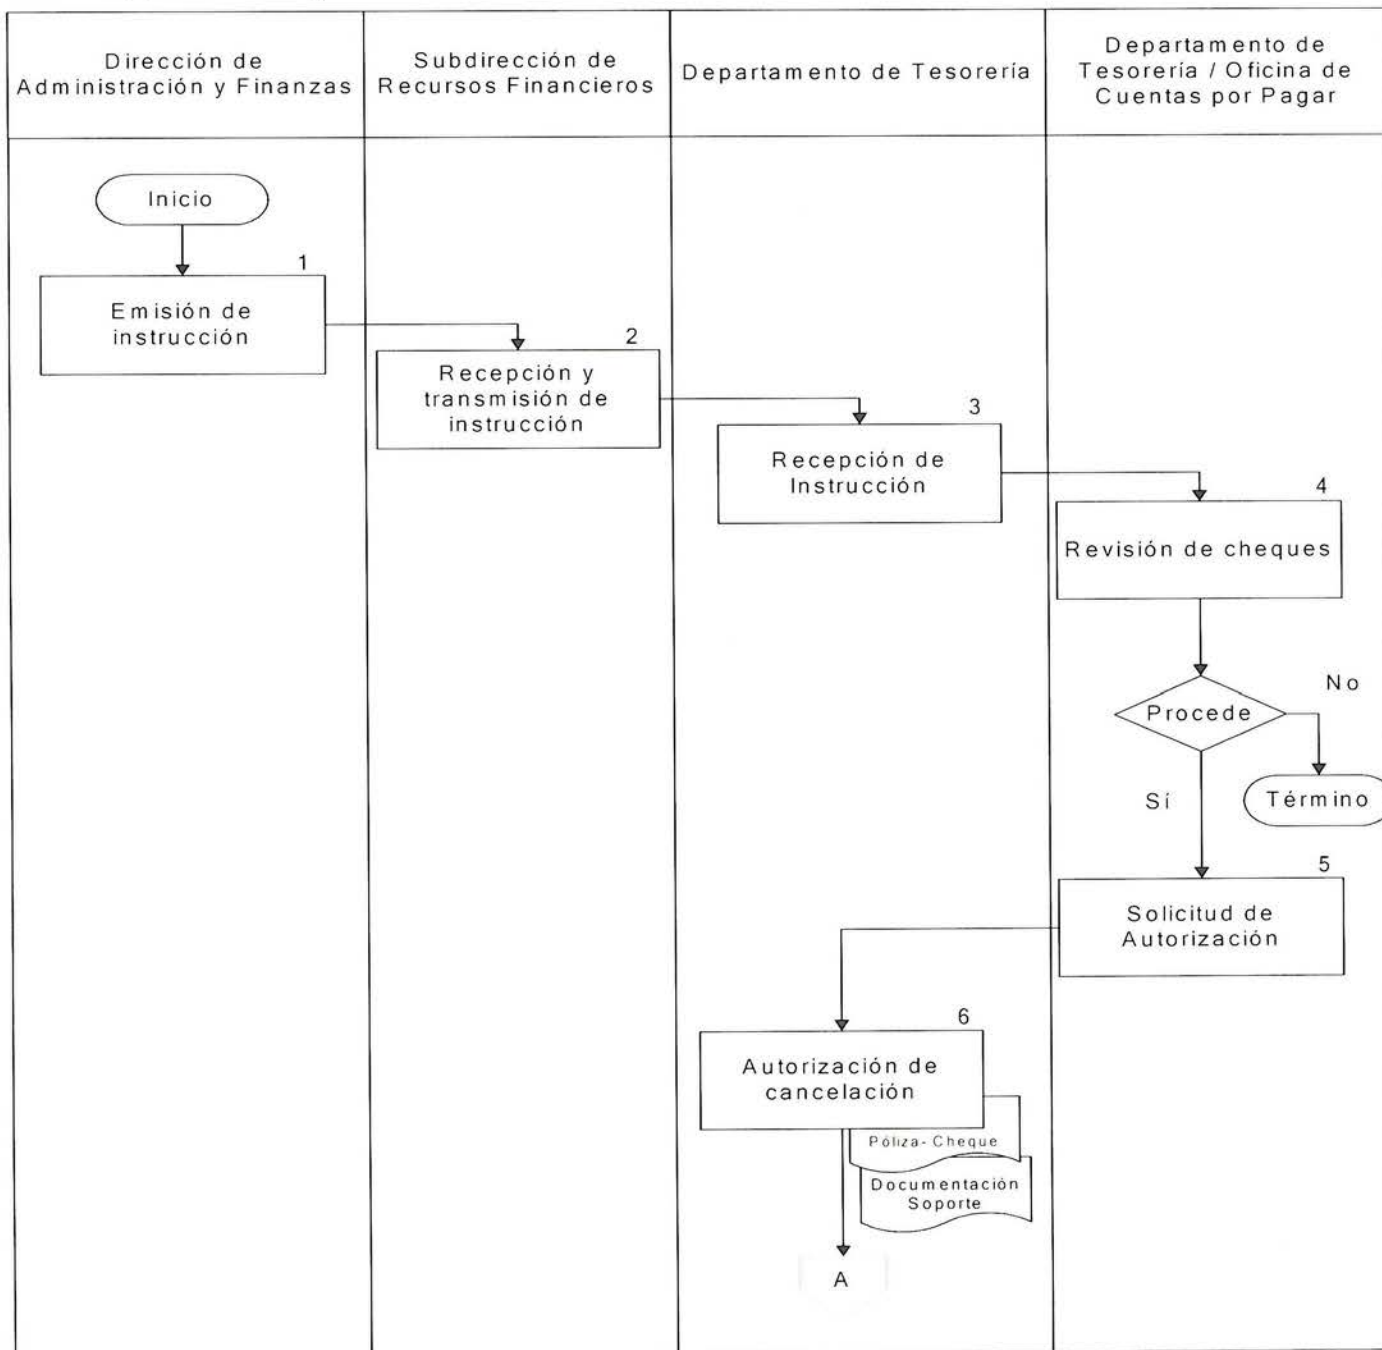 Dirección de
Administración y Finanzas
Subdirección de
Recursos Financieros
Departamento de Tesorería
Departamento de
Tesorería / Oficina de
Cuentas por Pagar
Inicio
1
Emisión de
instrucción
2
Recepción y
transmisión de
instrucción
3
Recepción de
Instrucción
4
Revisión de cheques
Procede
No
Sí
Término
5
Solicitud de
Autorización
6
Autorización de
cancelación
Póliza- Cheque
Documentación
Soporte
A